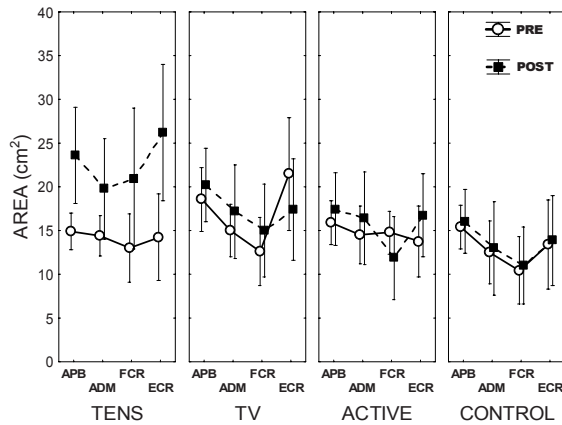 AREA (cm²)
40
35
30
25
20
15
10
5
0
PRE
POST
APB FCR APB FCR APB FCR APB FCR
ADM ECR ADM ECR ADM ECR ADM ECR
TENS TV ACTIVE CONTROL